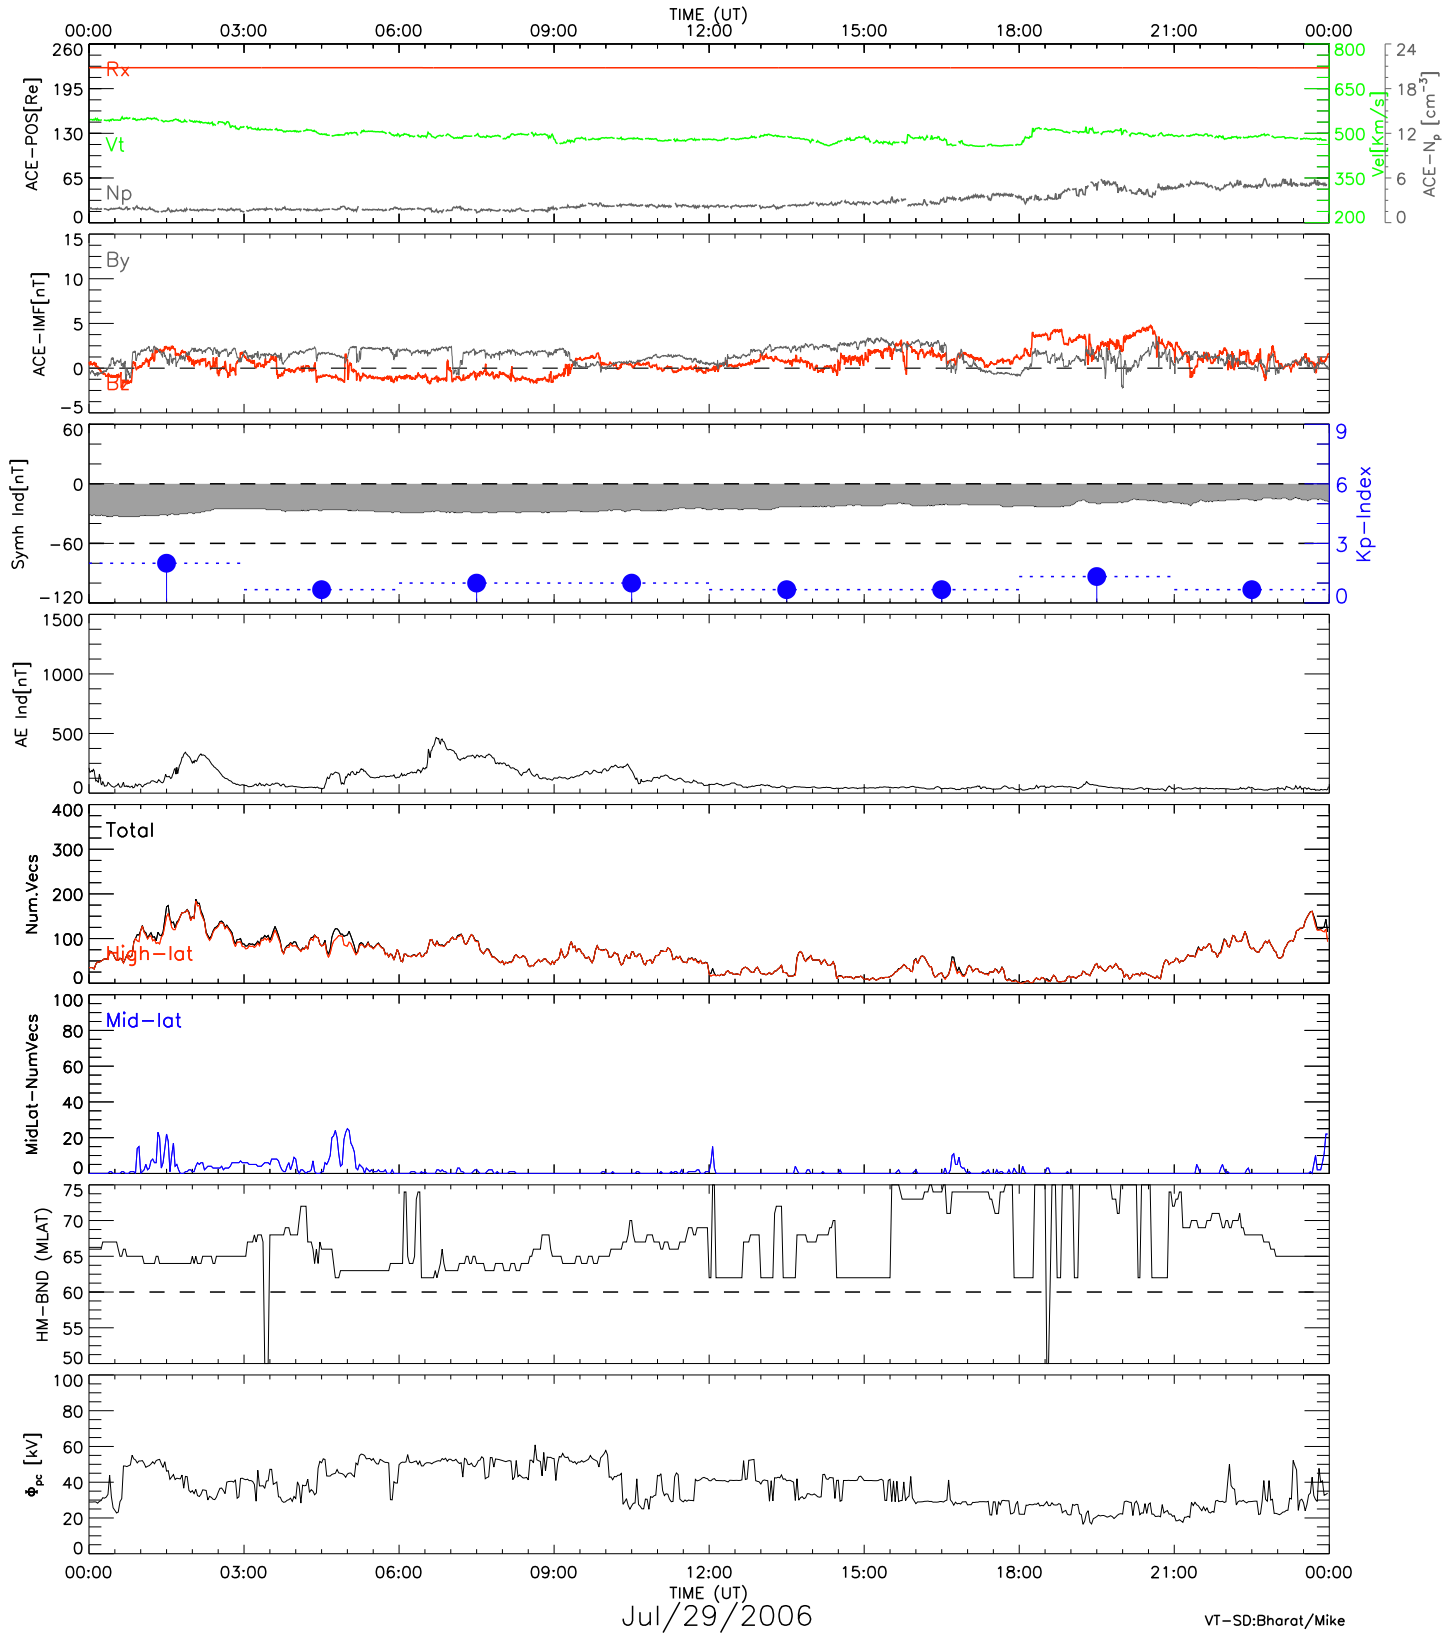 TIME (UT)
00:00 03:00 06:00 09:00 12:00 15:00 18:00 21:00 00:00
260
195
130
65
0
ACE-POS[Re]
Rx
Vt
Np
800
650
500
350
200
Vel[Km/s]
24
18
12
6
0
ACE-Np [cm-3]
15
10
5
0
-5
ACE-IMF[nT]
By
Bz
60
0
-60
-120
Symh Ind[nT]
9
6
3
0
Kp-Index
1500
1000
500
0
AE Ind[nT]
400
300
200
100
0
Num.Vecs
Total
High-lat
100
80
60
40
20
0
MidLat-NumVecs
Mid-lat
75
70
65
60
55
50
HM-BND (MLAT)
100
80
60
40
20
0
Φpc [kV]
00:00 03:00 06:00 09:00 12:00 15:00 18:00 21:00 00:00
TIME (UT)
Jul/29/2006
VT-SD:Bharat/Mike